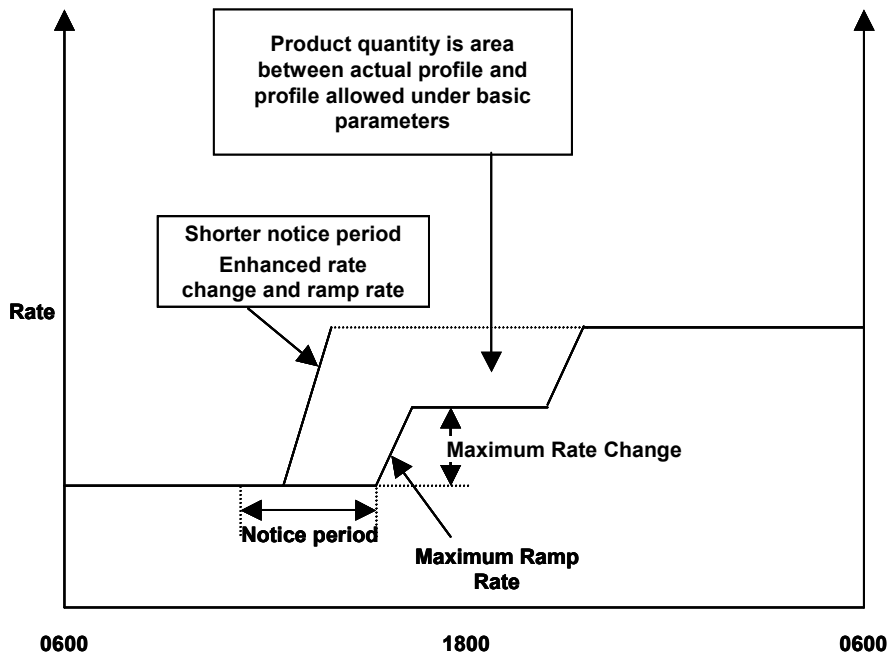 Product quantity is area
between actual profile and
profile allowed under basic
parameters
Shorter notice period
Enhanced rate
change and ramp rate
Rate
Maximum Rate Change
Notice period
Maximum Ramp
Rate
0600
1800
0600